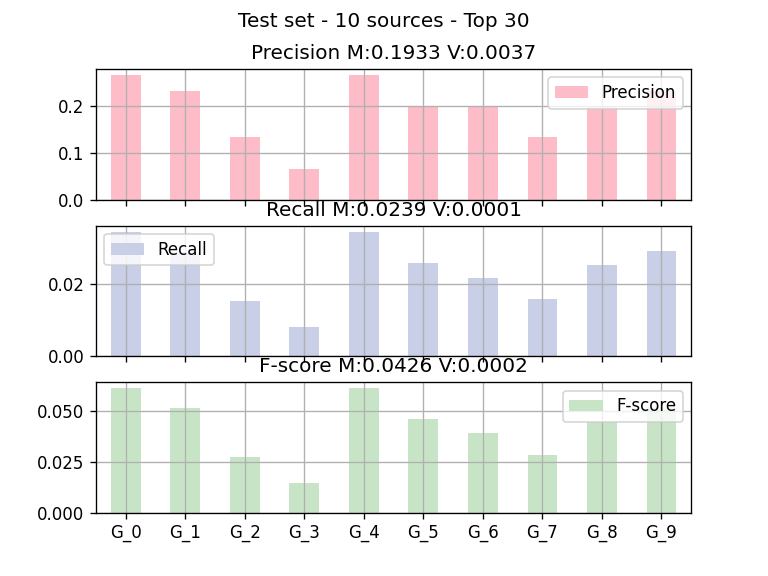 Test set - 10 sources - Top 30
Precision M:0.1933 V:0.0037
0.2
0.1
0.0
Precision
Recall M:0.0239 V:0.0001
0.02
0.00
Recall
F-score M:0.0426 V:0.0002
0.050
0.025
0.000
F-score
G_0 G_1 G_2 G_3 G_4 G_5 G_6 G_7 G_8 G_9